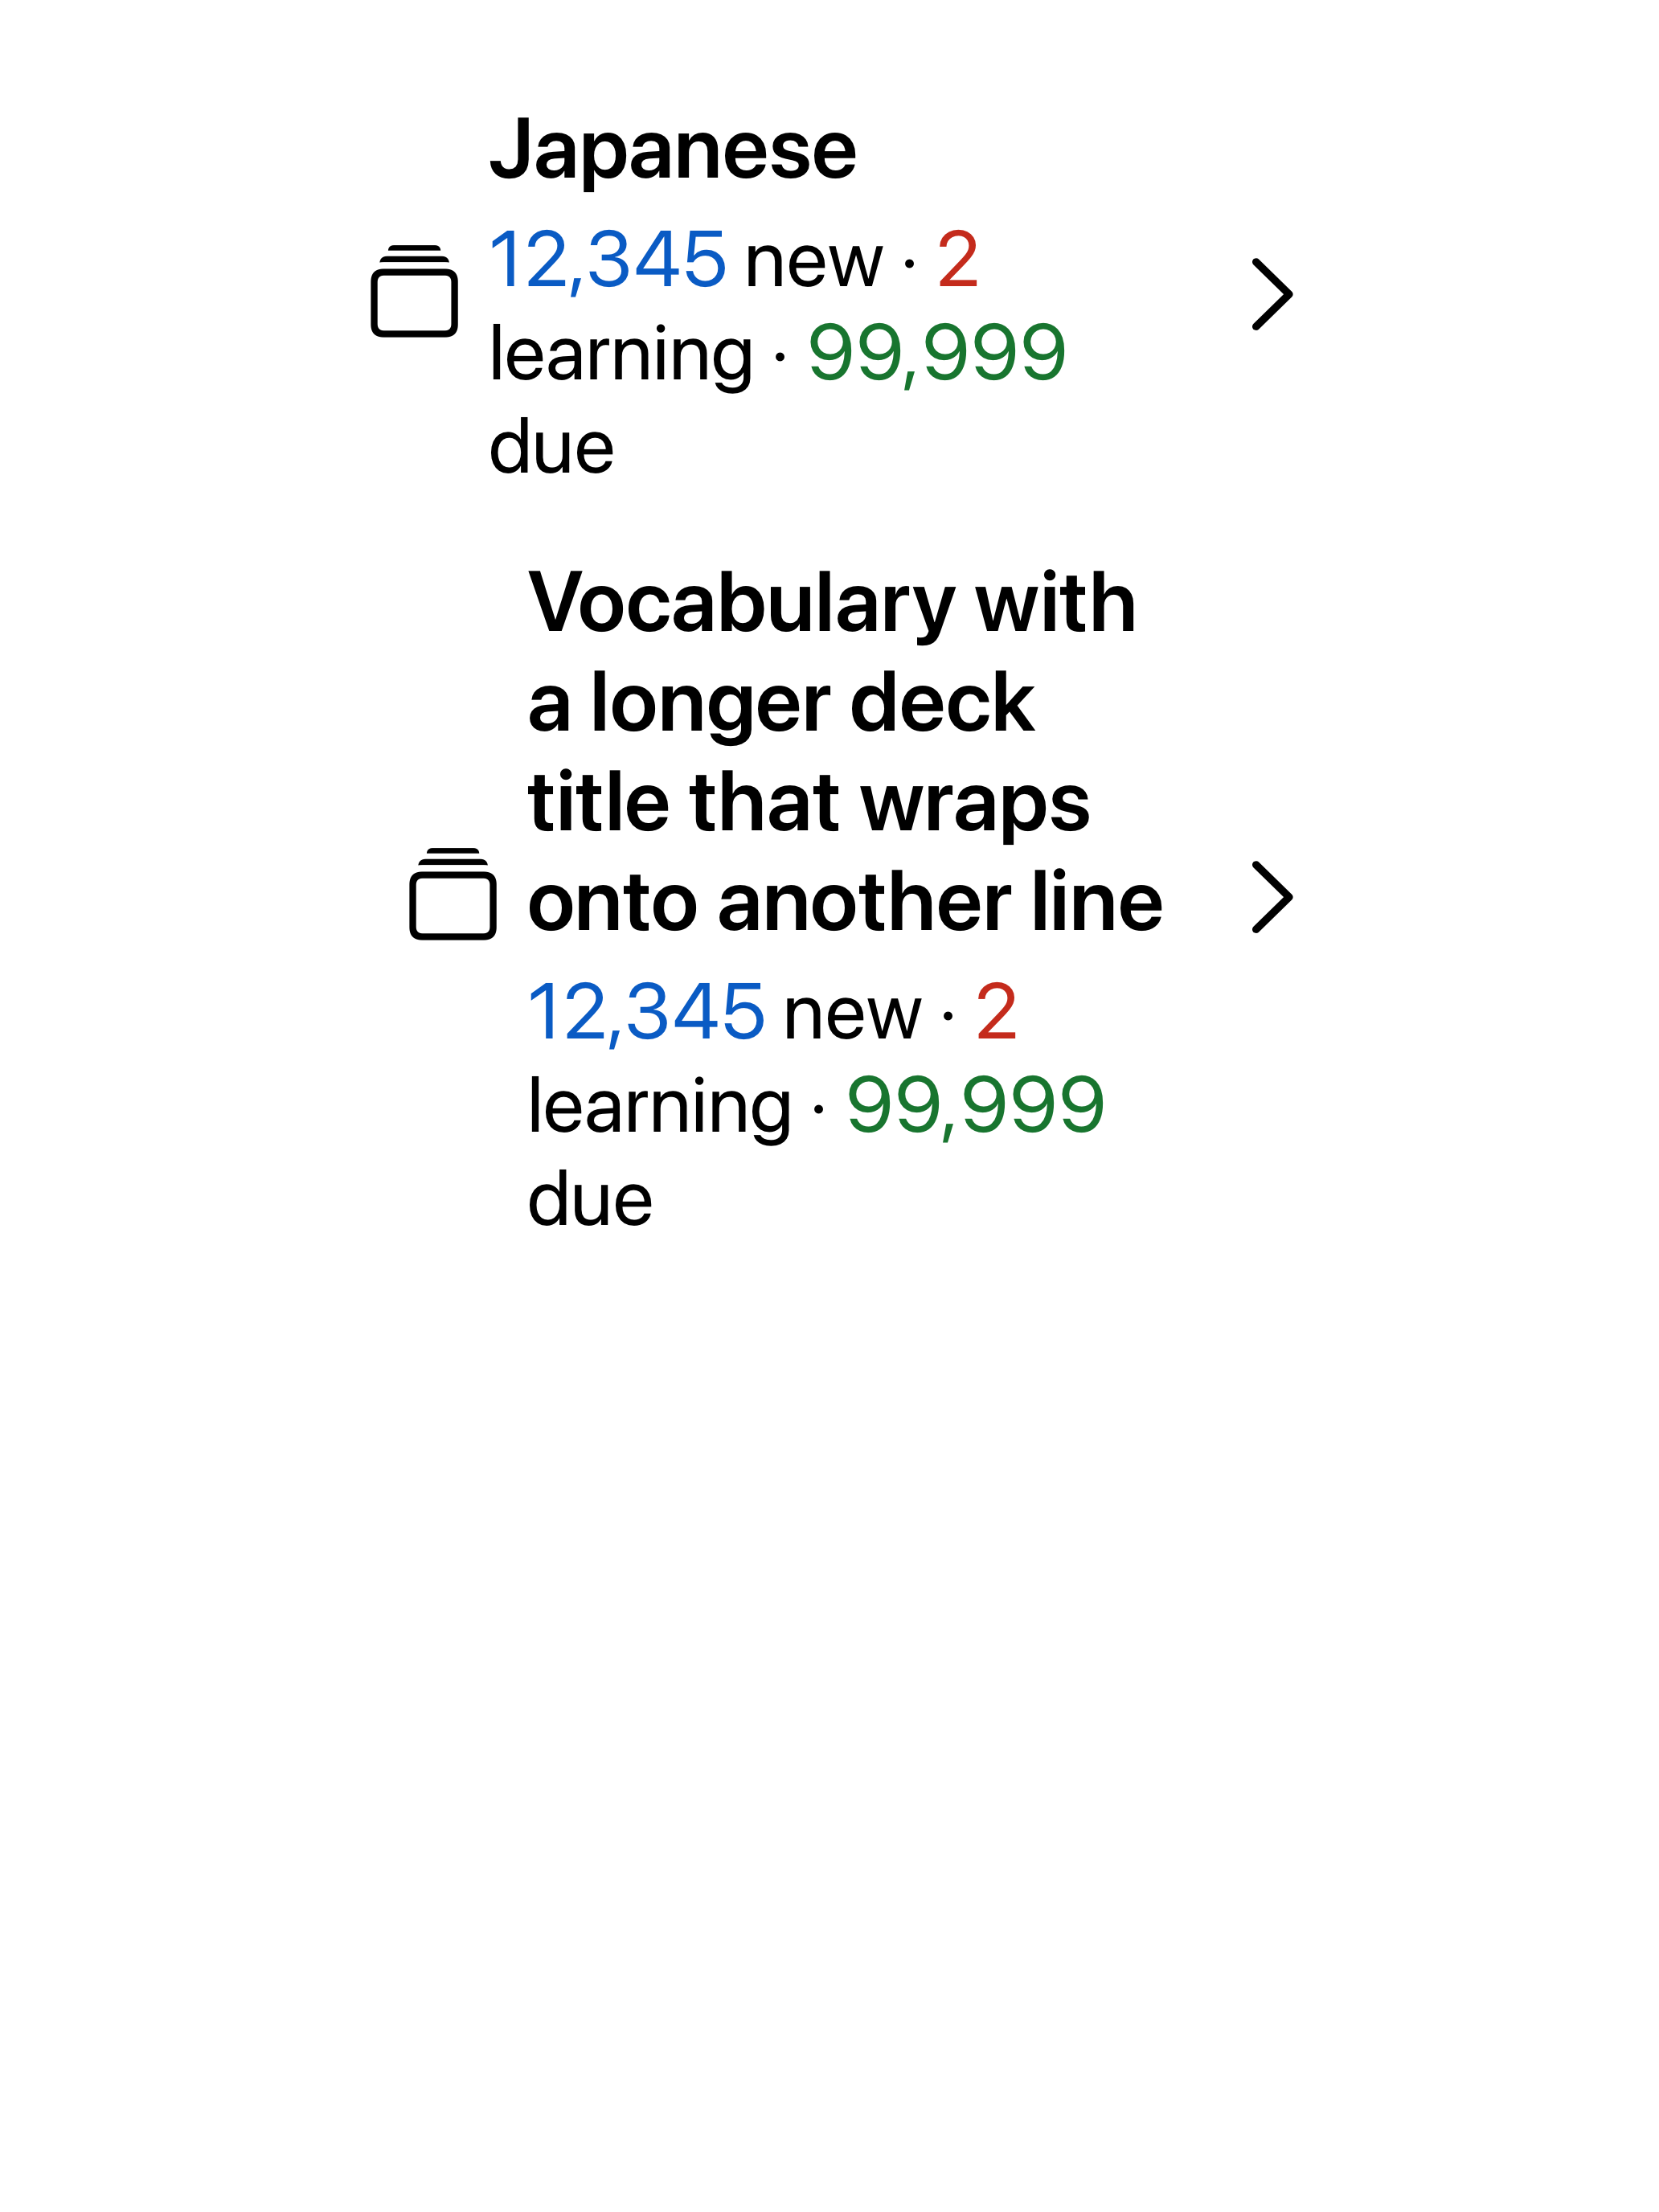 Japanese
12,345 new · 2
learning · 99,999
due
Vocabulary with
a longer deck
title that wraps
onto another line
12,345 new · 2
learning · 99,999
due